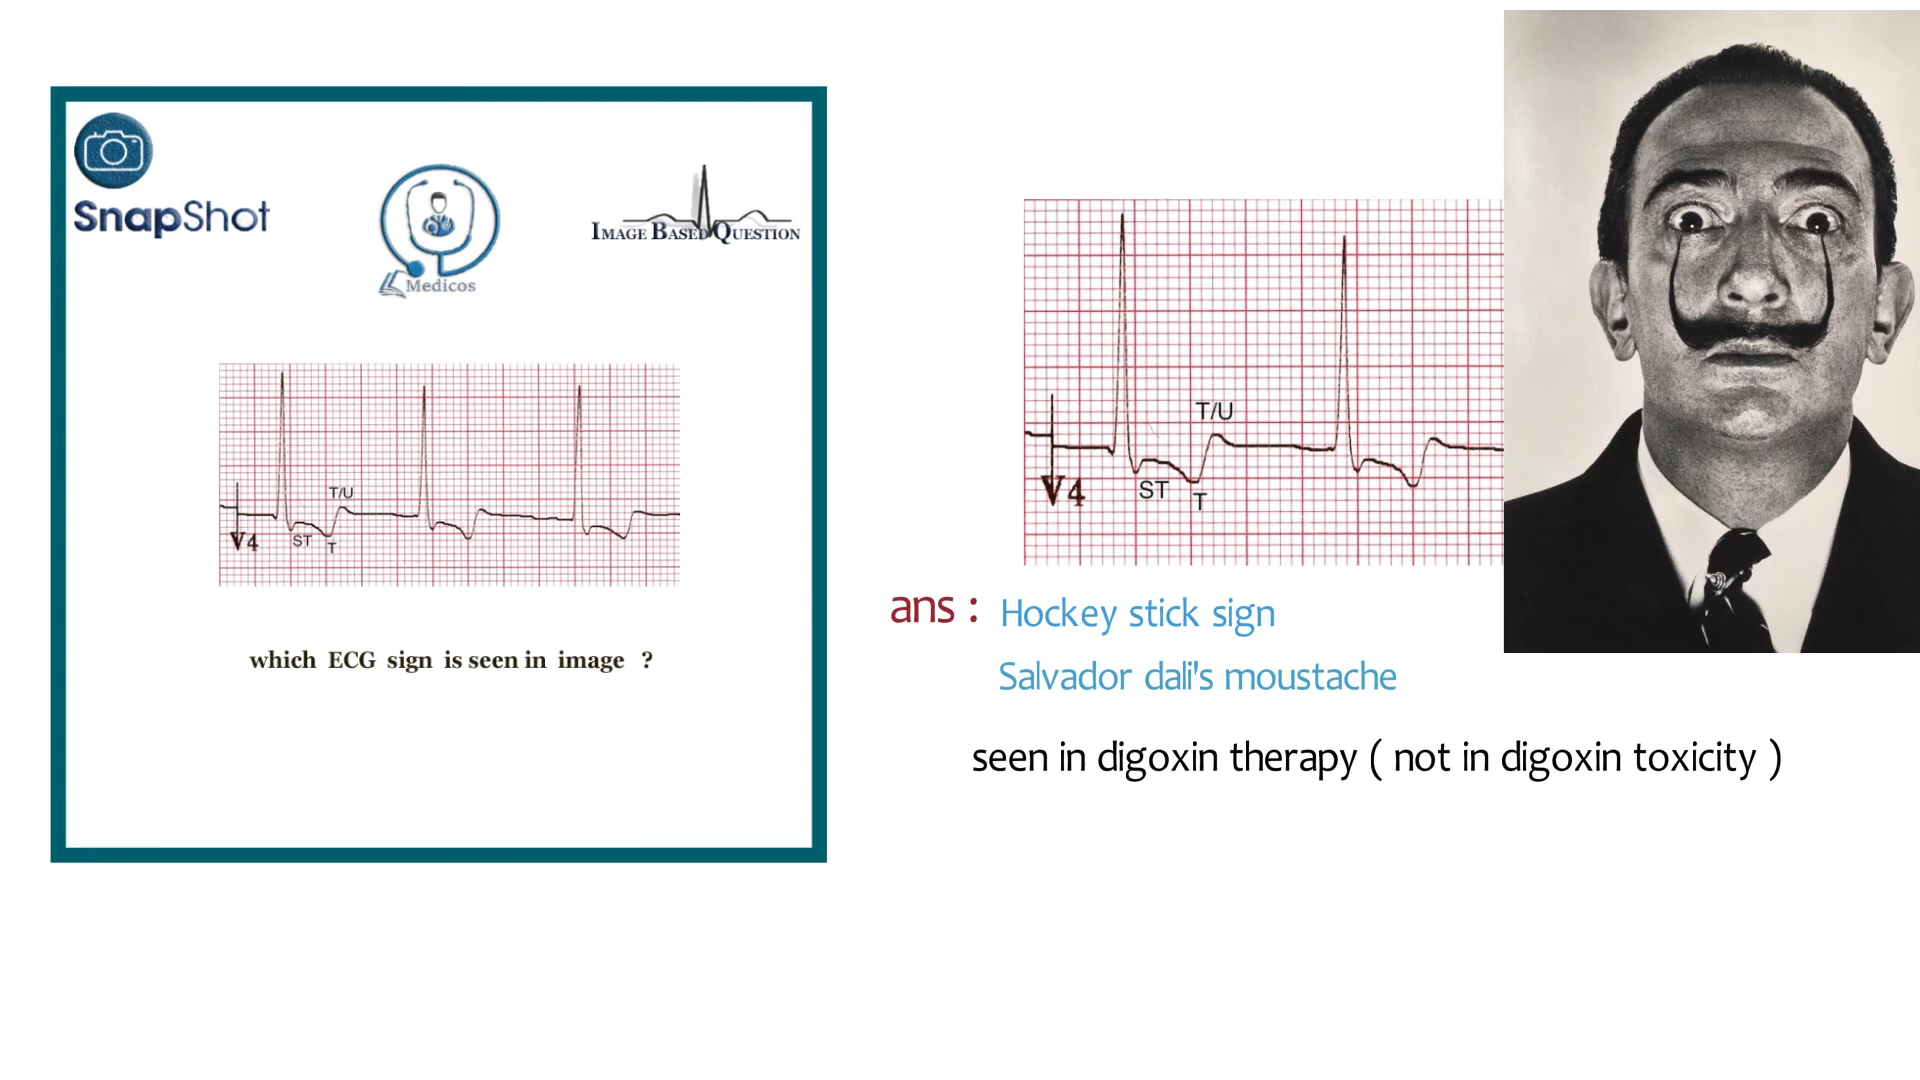 SnapShot
Medicos
IMAGE BASED QUESTION
T/U
V4
ST
T
which ECG sign is seen in image ?
T/U
V4
ST
T
ans : Hockey stick sign
Salvador dali's moustache
seen in digoxin therapy ( not in digoxin toxicity )